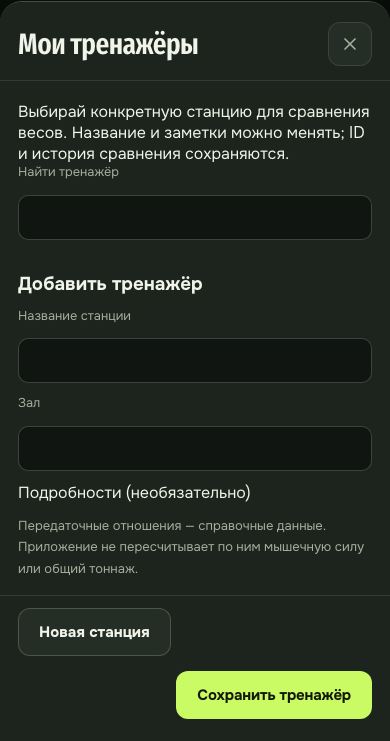 Мои тренажёры
Выбирай конкретную станцию для сравнения
весов. Название и заметки можно менять; ID
и история сравнения сохраняются.
Найти тренажёр
Добавить тренажёр
Название станции
Зал
Подробности (необязательно)
Передаточные отношения — справочные данные.
Приложение не пересчитывает по ним мышечную силу
или общий тоннаж.
Новая станция
Сохранить тренажёр